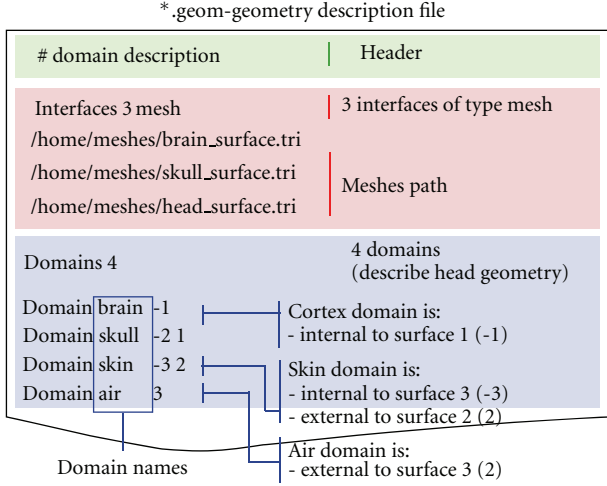 *.geom-geometry description file
# domain description
Header
Interfaces 3 mesh
3 interfaces of type mesh
/home/meshes/brain_surface.tri
/home/meshes/skull_surface.tri
/home/meshes/head_surface.tri
Meshes path
Domains 4
4 domains
(describe head geometry)
Domain brain -1
Domain skull -2 1
Domain skin -3 2
Domain air 3
Cortex domain is:
- internal to surface 1 (-1)
Skin domain is:
- internal to surface 3 (-3)
- external to surface 2 (2)
Air domain is:
- external to surface 3 (2)
Domain names